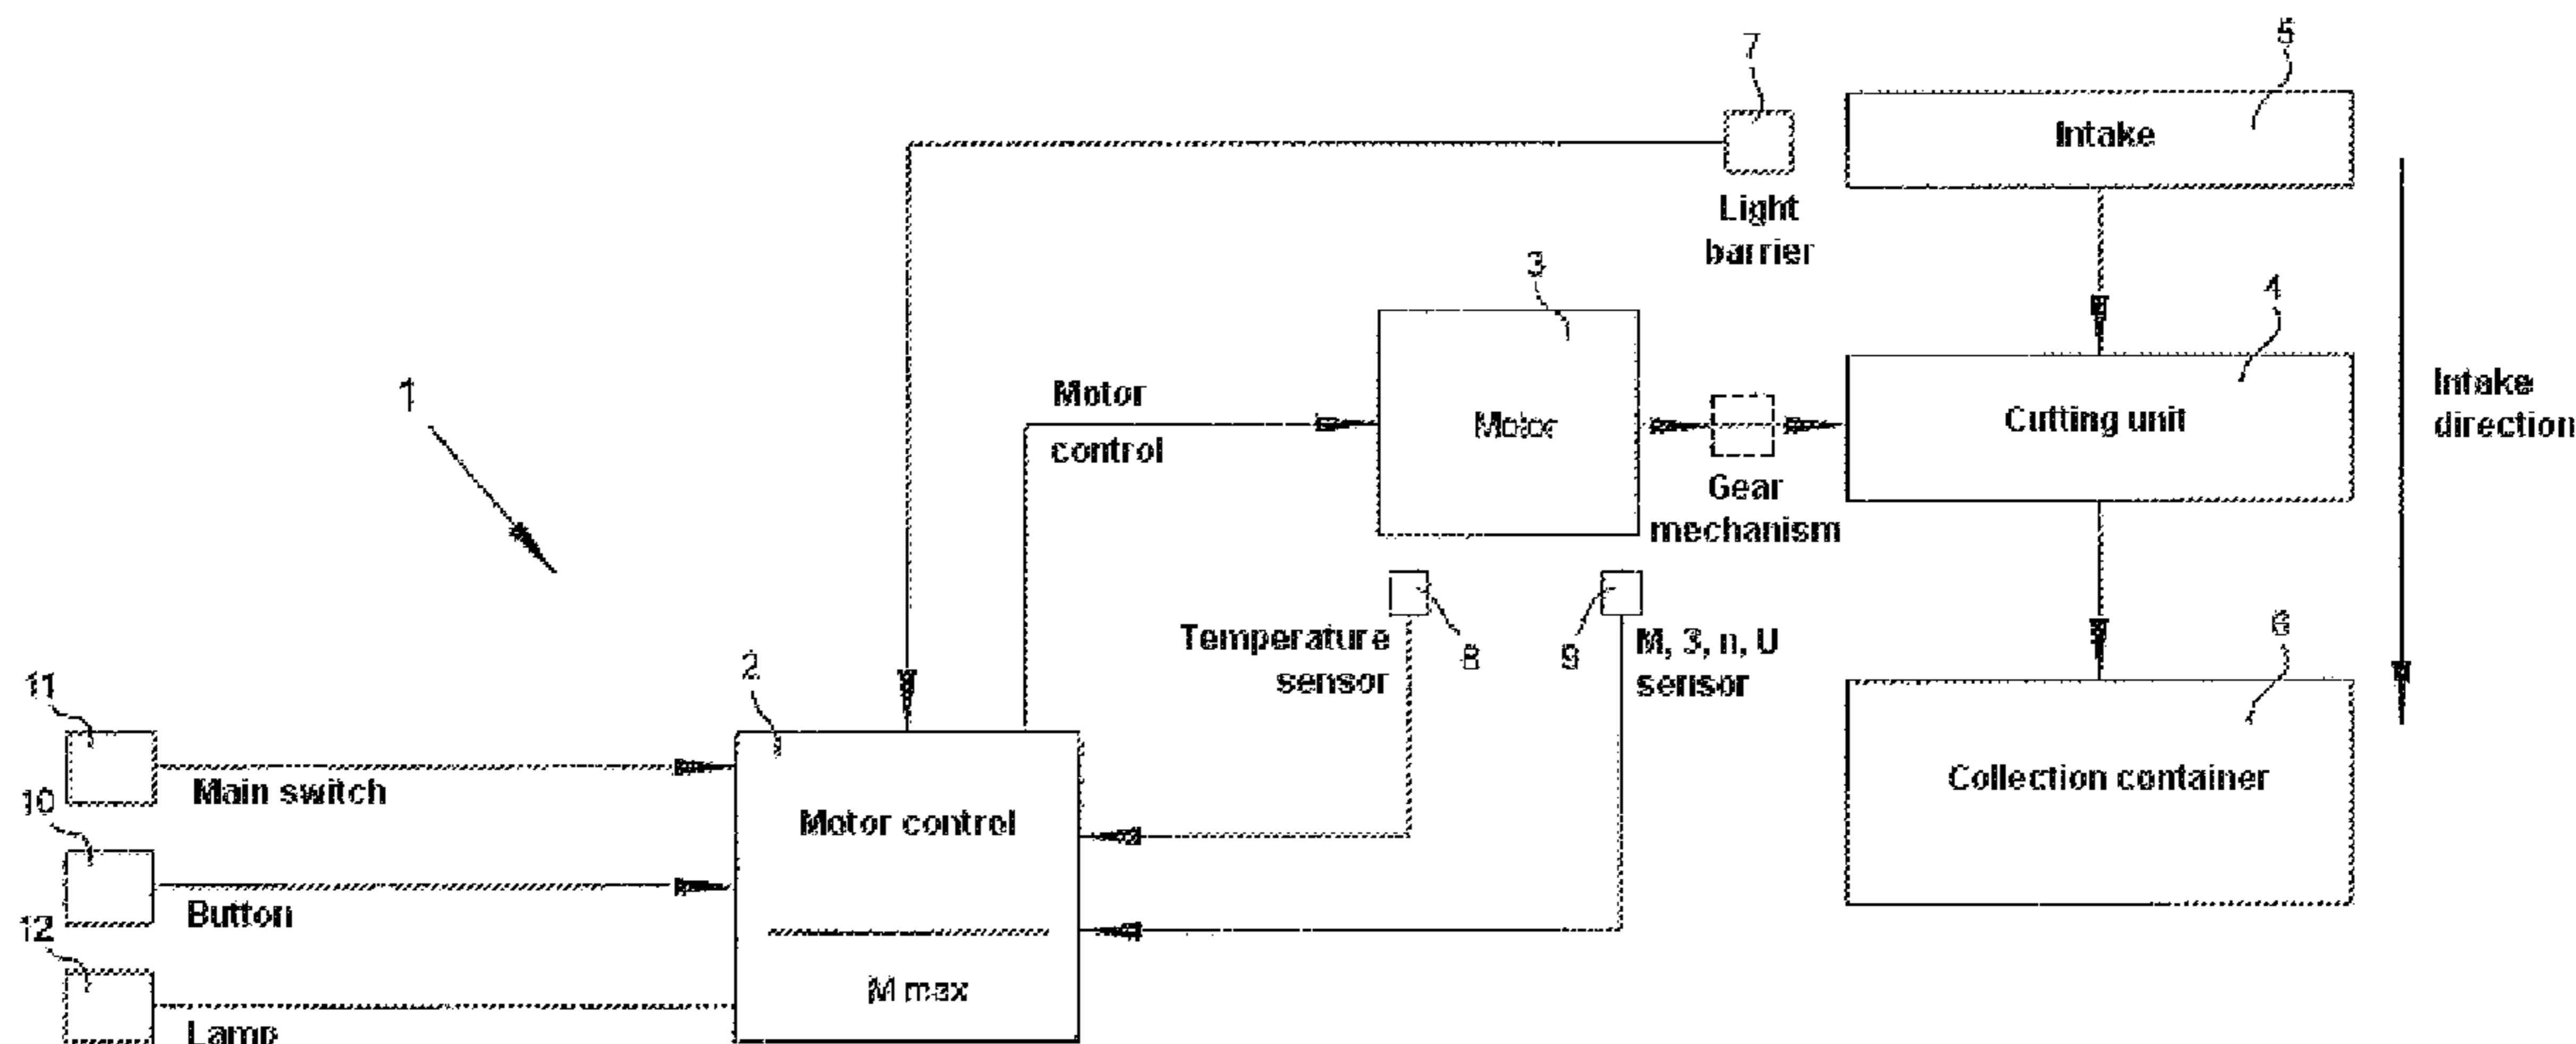 7
5
Intake
Light
barrier
3
4
1
Motor
control
Motor
Cutting unit
Intake
direction
Gear
mechanism
Temperature
sensor
8
9
M, 3, n, U
sensor
6
2
11
Main switch
Collection container
10
Motor control
Button
12
M max
Lamp